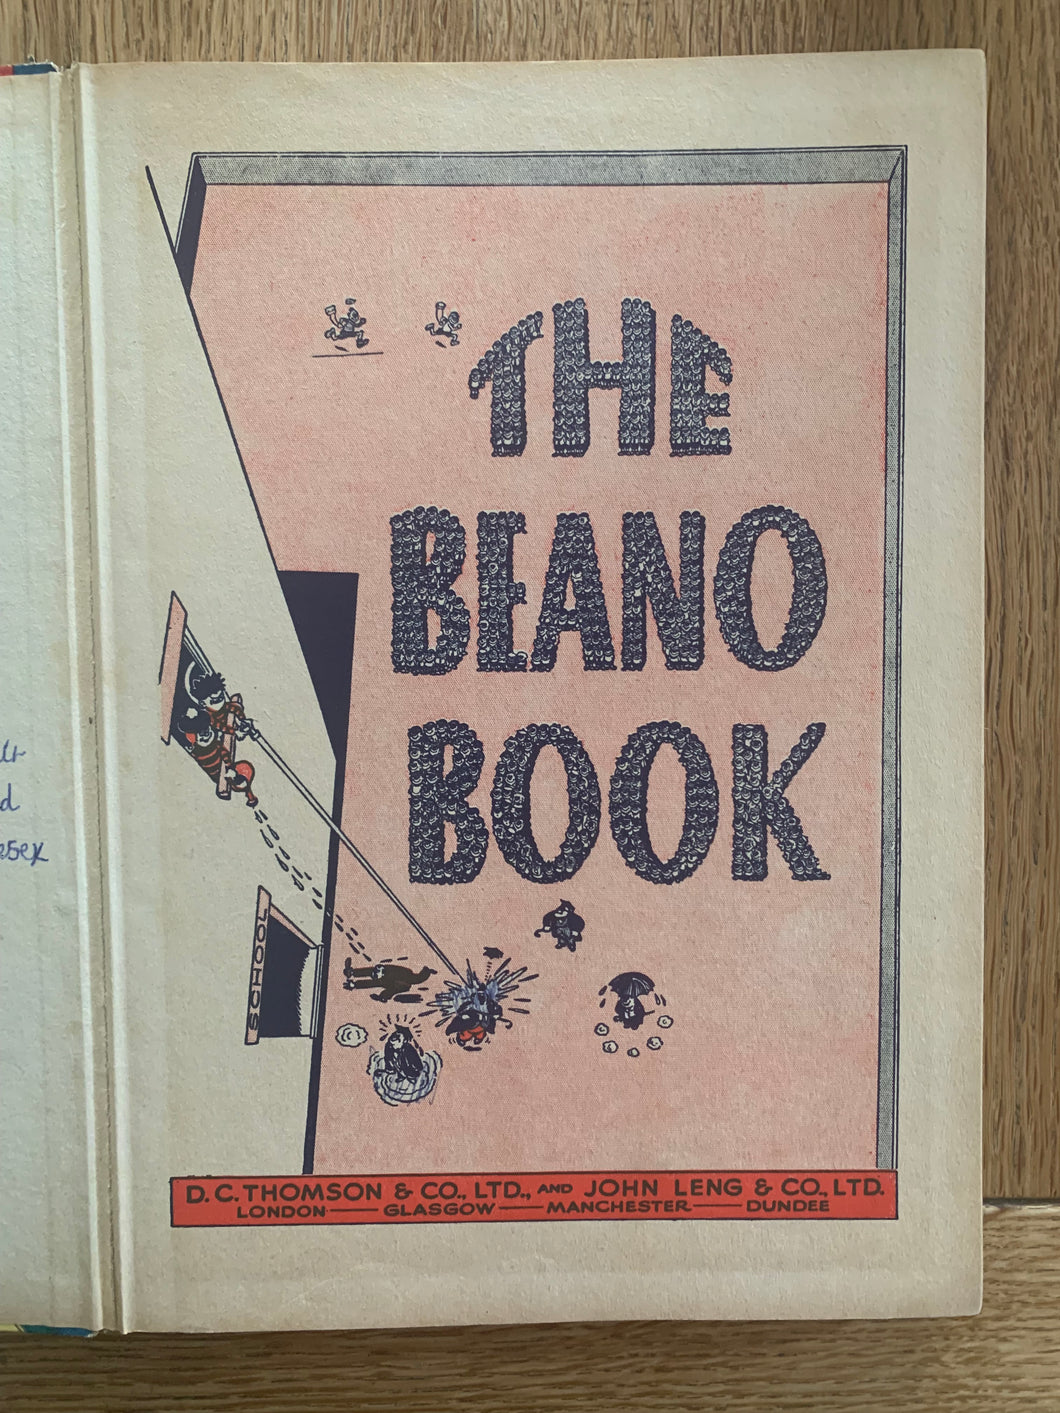 THE
BEANO
BOOK
SCHOOL
D. C. THOMSON & CO., LTD., AND JOHN LENG & CO., LTD.
LONDON — GLASGOW — MANCHESTER — DUNDEE